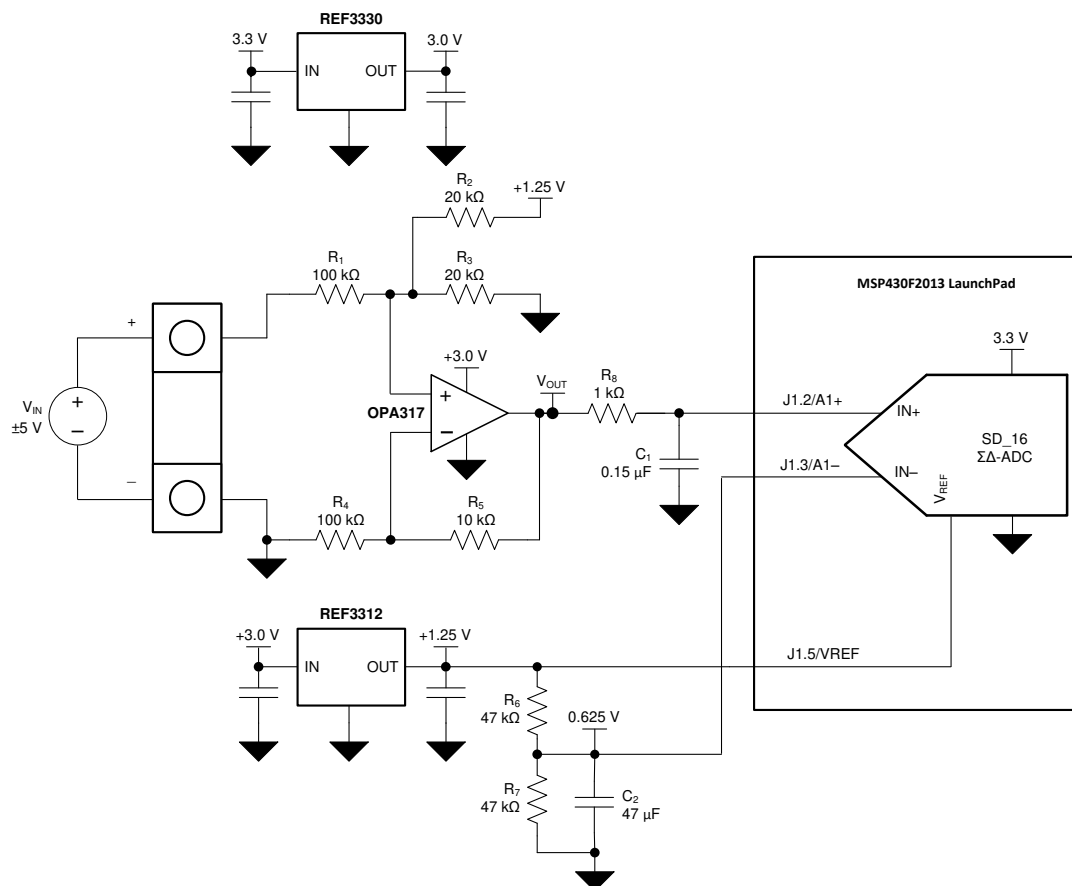 REF3330
3.3 V
3.0 V
IN
OUT
R2
20 kΩ
+1.25 V
R1
100 kΩ
R3
20 kΩ
MSP430F2013 LaunchPad
+
3.3 V
+3.0 V
VIN
±5 V
+
−
OPA317
+
−
VOUT
R8
1 kΩ
J1.2/A1+
IN+
SD_16
ΣΔ-ADC
C1
0.15 µF
J1.3/A1−
IN−
VREF
−
R4
100 kΩ
R5
10 kΩ
REF3312
+3.0 V
+1.25 V
IN
OUT
J1.5/VREF
R6
47 kΩ
0.625 V
R7
47 kΩ
C2
47 µF